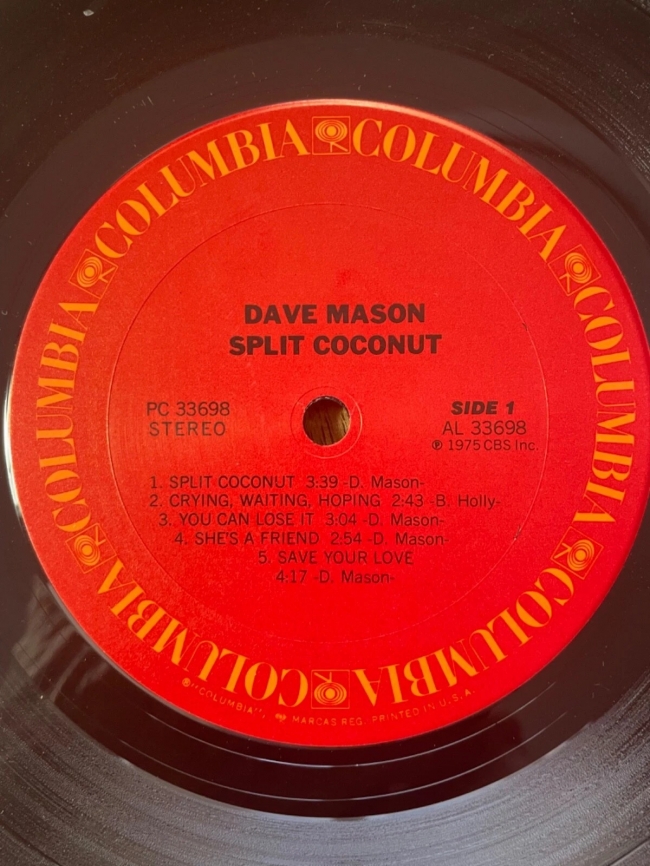 COLUMBIA COLUMBIA COLUMBIA COLUMBIA COLUMBIA COLUMBIA
DAVE MASON
SPLIT COCONUT
PC 33698
STEREO
SIDE 1
AL 33698
℗ 1975 CBS Inc.
1. SPLIT COCONUT 3:39 -D. Mason-
2. CRYING, WAITING, HOPING 2:43 -B. Holly-
3. YOU CAN LOSE IT 3:04 -D. Mason-
4. SHE'S A FRIEND 2:54 -D. Mason-
5. SAVE YOUR LOVE
4:17 -D. Mason-
® "COLUMBIA", MARCAS REG. PRINTED IN U.S.A.